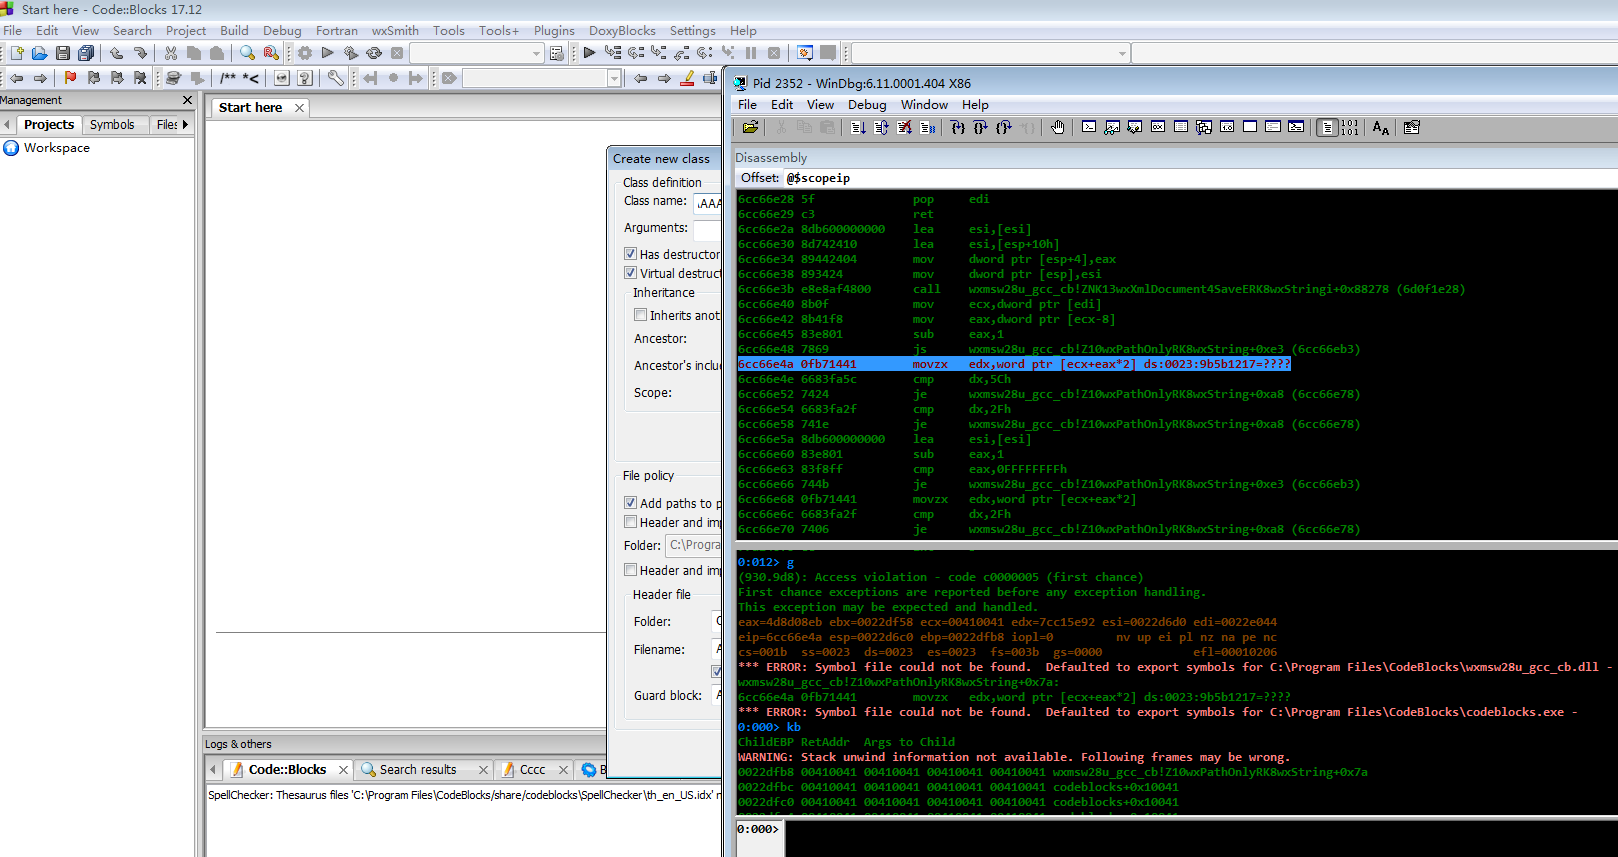 Start here - Code::Blocks 17.12
File Edit View Search Project Build Debug Fortran wxSmith Tools Tools+ Plugins DoxyBlocks Settings Help
/** *<
Management
Projects Symbols Files
Workspace
Start here
Create new class
Class definition
Class name: AAA
Arguments:
Has destructor
Virtual destruct
Inheritance
Inherits anot
Ancestor:
Ancestor's inclu
Scope:
File policy
Add paths to p
Header and imp
Folder: C:\Progra
Header and imp
Header file
Folder: C
Filename: A
Guard block: A
Logs & others
Code::Blocks Search results Cccc B
SpellChecker: Thesaurus files 'C:\Program Files\CodeBlocks/share/codeblocks\SpellChecker\th_en_US.idx' n
Pid 2352 - WinDbg:6.11.0001.404 X86
File Edit View Debug Window Help
Disassembly
Offset: @$scopeip
6cc66e28 5f pop edi
6cc66e29 c3 ret
6cc66e2a 8db600000000 lea esi,[esi]
6cc66e30 8d742410 lea esi,[esp+10h]
6cc66e34 89442404 mov dword ptr [esp+4],eax
6cc66e38 893424 mov dword ptr [esp],esi
6cc66e3b e8e8af4800 call wxmsw28u_gcc_cb!ZNK13wxXmlDocument4SaveERK8wxStringi+0x88278 (6d0f1e28)
6cc66e40 8b0f mov ecx,dword ptr [edi]
6cc66e42 8b41f8 mov eax,dword ptr [ecx-8]
6cc66e45 83e801 sub eax,1
6cc66e48 7869 js wxmsw28u_gcc_cb!Z10wxPathOnlyRK8wxString+0xe3 (6cc66eb3)
6cc66e4a 0fb71441 movzx edx,word ptr [ecx+eax*2] ds:0023:9b5b1217=????
6cc66e4e 6683fa5c cmp dx,5Ch
6cc66e52 7424 je wxmsw28u_gcc_cb!Z10wxPathOnlyRK8wxString+0xa8 (6cc66e78)
6cc66e54 6683fa2f cmp dx,2Fh
6cc66e58 741e je wxmsw28u_gcc_cb!Z10wxPathOnlyRK8wxString+0xa8 (6cc66e78)
6cc66e5a 8db600000000 lea esi,[esi]
6cc66e60 83e801 sub eax,1
6cc66e63 83f8ff cmp eax,0FFFFFFFFh
6cc66e66 744b je wxmsw28u_gcc_cb!Z10wxPathOnlyRK8wxString+0xe3 (6cc66eb3)
6cc66e68 0fb71441 movzx edx,word ptr [ecx+eax*2]
6cc66e6c 6683fa2f cmp dx,2Fh
6cc66e70 7406 je wxmsw28u_gcc_cb!Z10wxPathOnlyRK8wxString+0xa8 (6cc66e78)
0:012> g
(930.9d8): Access violation - code c0000005 (first chance)
First chance exceptions are reported before any exception handling.
This exception may be expected and handled.
eax=4d8d08eb ebx=0022df58 ecx=00410041 edx=7cc15e92 esi=0022d6d0 edi=0022e044
eip=6cc66e4a esp=0022d6c0 ebp=0022dfb8 iopl=0 nv up ei pl nz na pe nc
cs=001b ss=0023 ds=0023 es=0023 fs=003b gs=0000 efl=00010206
*** ERROR: Symbol file could not be found. Defaulted to export symbols for C:\Program Files\CodeBlocks\wxmsw28u_gcc_cb.dll -
wxmsw28u_gcc_cb!Z10wxPathOnlyRK8wxString+0x7a:
6cc66e4a 0fb71441 movzx edx,word ptr [ecx+eax*2] ds:0023:9b5b1217=????
*** ERROR: Symbol file could not be found. Defaulted to export symbols for C:\Program Files\CodeBlocks\codeblocks.exe -
0:000> kb
ChildEBP RetAddr Args to Child
WARNING: Stack unwind information not available. Following frames may be wrong.
0022dfb8 00410041 00410041 00410041 00410041 wxmsw28u_gcc_cb!Z10wxPathOnlyRK8wxString+0x7a
0022dfbc 00410041 00410041 00410041 00410041 codeblocks+0x10041
0022dfc0 00410041 00410041 00410041 00410041 codeblocks+0x10041
0:000>